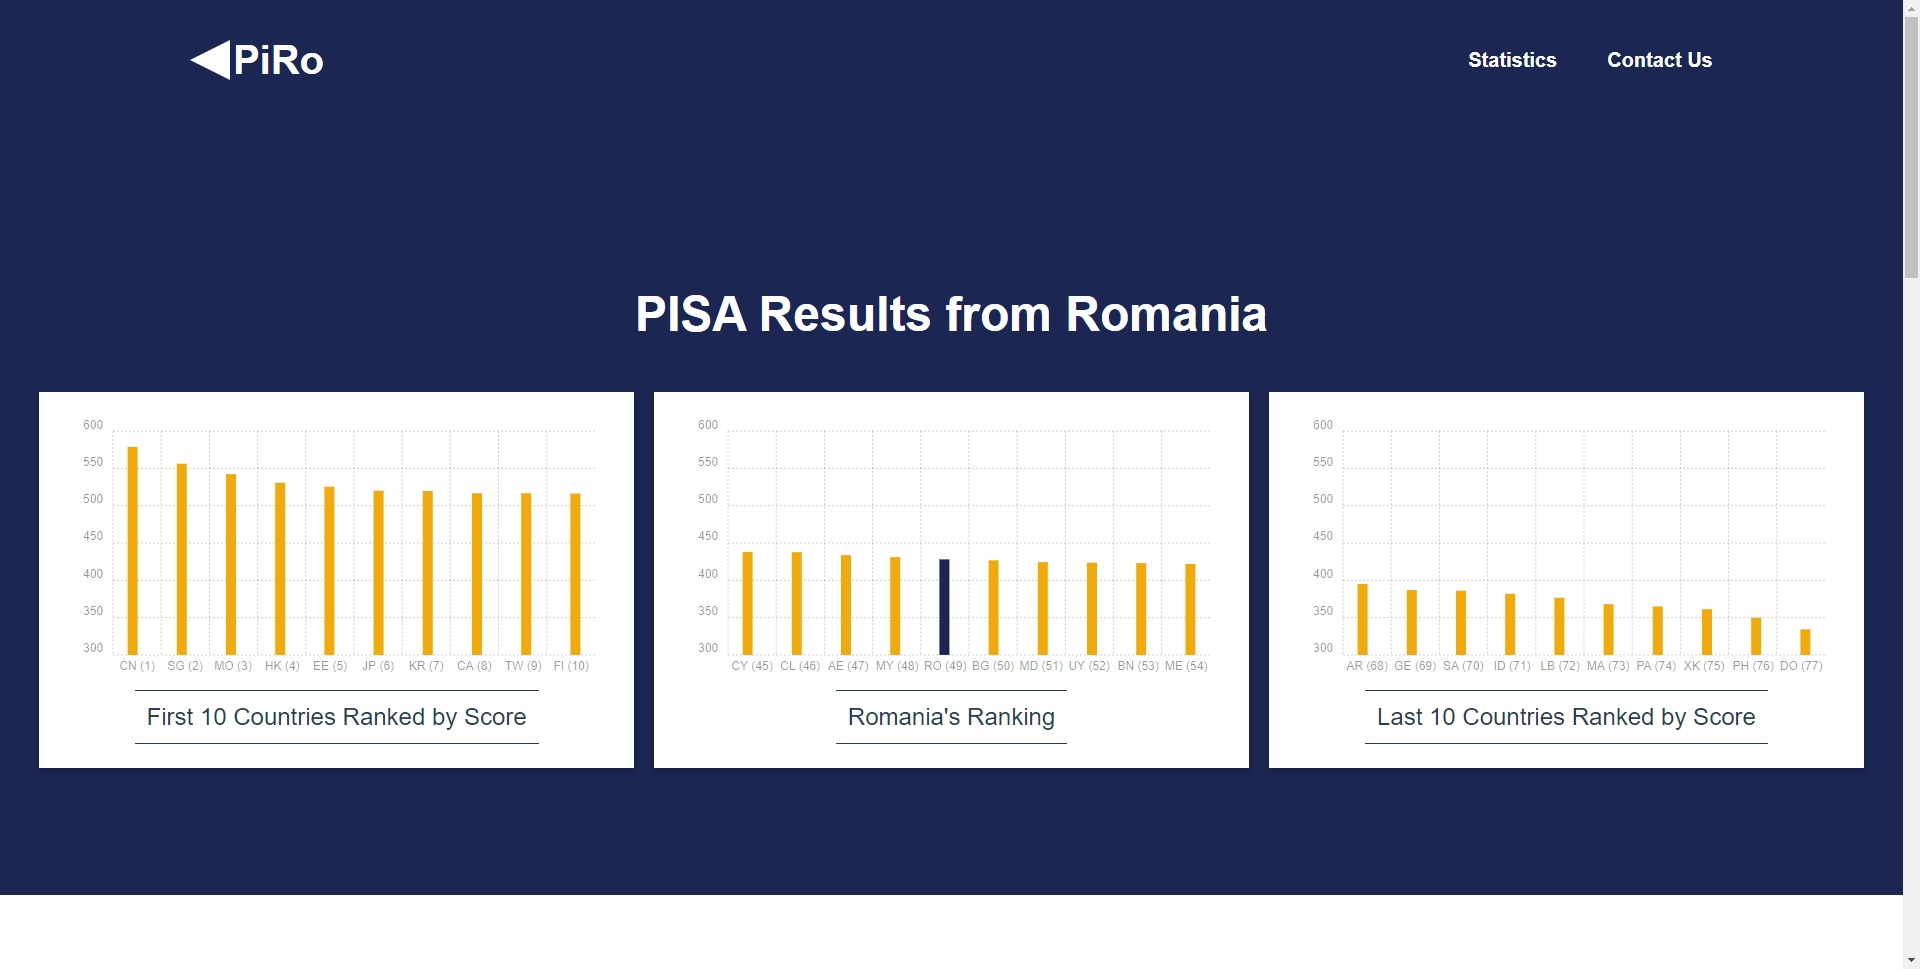 PiRo
Statistics
Contact Us
PISA Results from Romania
600
550
500
450
400
350
300
CN (1) SG (2) MO (3) HK (4) EE (5) JP (6) KR (7) CA (8) TW (9) FI (10)
First 10 Countries Ranked by Score
600
550
500
450
400
350
300
CY (45) CL (46) AE (47) MY (48) RO (49) BG (50) MD (51) UY (52) BN (53) ME (54)
Romania's Ranking
600
550
500
450
400
350
300
AR (68) GE (69) SA (70) ID (71) LB (72) MA (73) PA (74) XK (75) PH (76) DO (77)
Last 10 Countries Ranked by Score